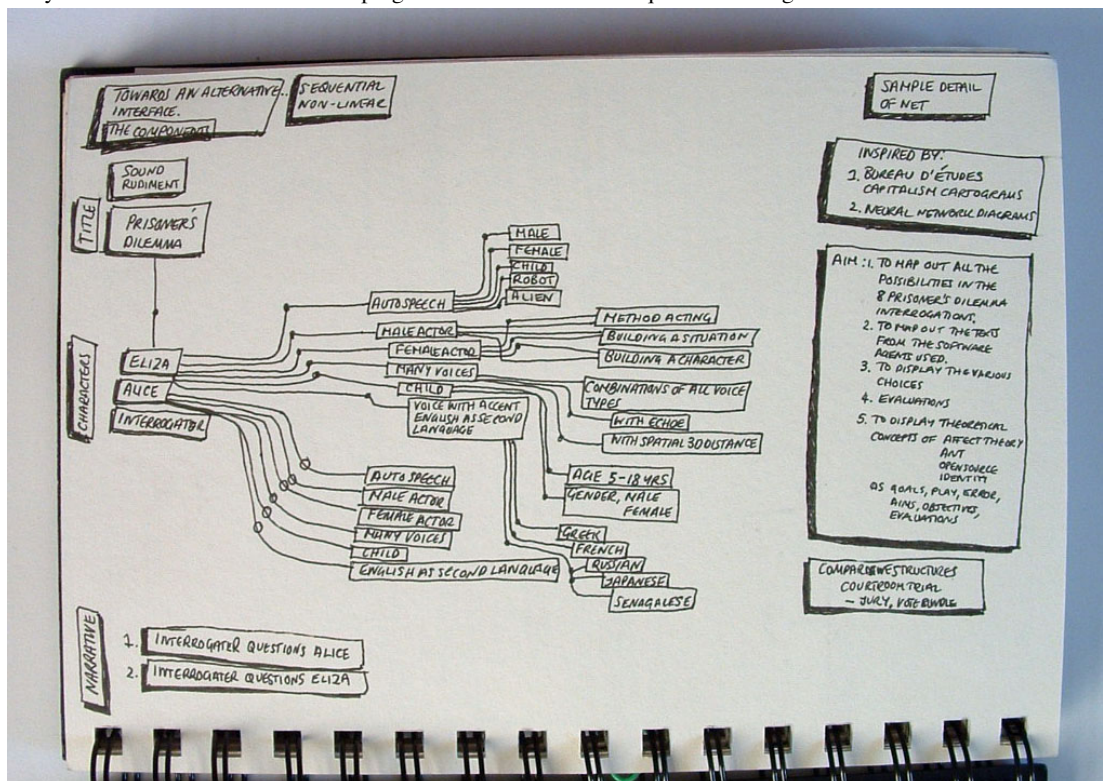 TOWARDS AN ALTERNATIVE..
INTERFACE.
THE COMPONENTS
SEQUENTIAL
NON-LINEAR
SAMPLE DETAIL
OF NET
SOUND
RUDIMENT
TITLE
PRISONER'S
DILEMMA
INSPIRED BY:
1. BUREAU D'ÉTUDES
CAPITALISM CARTOGRAMS
2. NEURAL NETWORK DIAGRAMS
AIM: 1. TO MAP OUT ALL THE
POSSIBILITIES IN THE
8 PRISONER'S DILEMMA
INTERROGATIONS.
2. TO MAP OUT THE TEXTS
FROM THE SOFTWARE
AGENTS USED.
3. TO DISPLAY THE VARIOUS
CHOICES
4. EVALUATIONS
5. TO DISPLAY THEORETICAL
CONCEPTS OF AFFECT THEORY
ANT
OPENSOURCE
IDENTITY
AS GOALS, PLAY, ERROR,
AIMS, OBJECTIVES,
EVALUATIONS
STRUCTURES
COURTROOM TRIAL
– JURY, VOTE
CHARACTERS
ELIZA
ALICE
INTERROGATOR
AUTOSPEECH
MALE
FEMALE
CHILD
ROBOT
ALIEN
MALE ACTOR
FEMALE ACTOR
MANY VOICES
CHILD
VOICE WITH ACCENT
ENGLISH AS SECOND
LANGUAGE
METHOD ACTING
BUILDING A SITUATION
BUILDING A CHARACTER
COMBINATIONS OF ALL VOICE
TYPES
WITH ECHOE
WITH SPATIAL 3D DISTANCE
AGE 5-18 YRS
GENDER, MALE
FEMALE
GREEK
FRENCH
RUSSIAN
JAPANESE
SENAGALESE
AUTOSPEECH
MALE ACTOR
FEMALE ACTOR
MANY VOICES
CHILD
ENGLISH AS SECOND LANGUAGE
NARRATIVE
1. INTERROGATER QUESTIONS ALICE
2. INTERROGATER QUESTIONS ELIZA